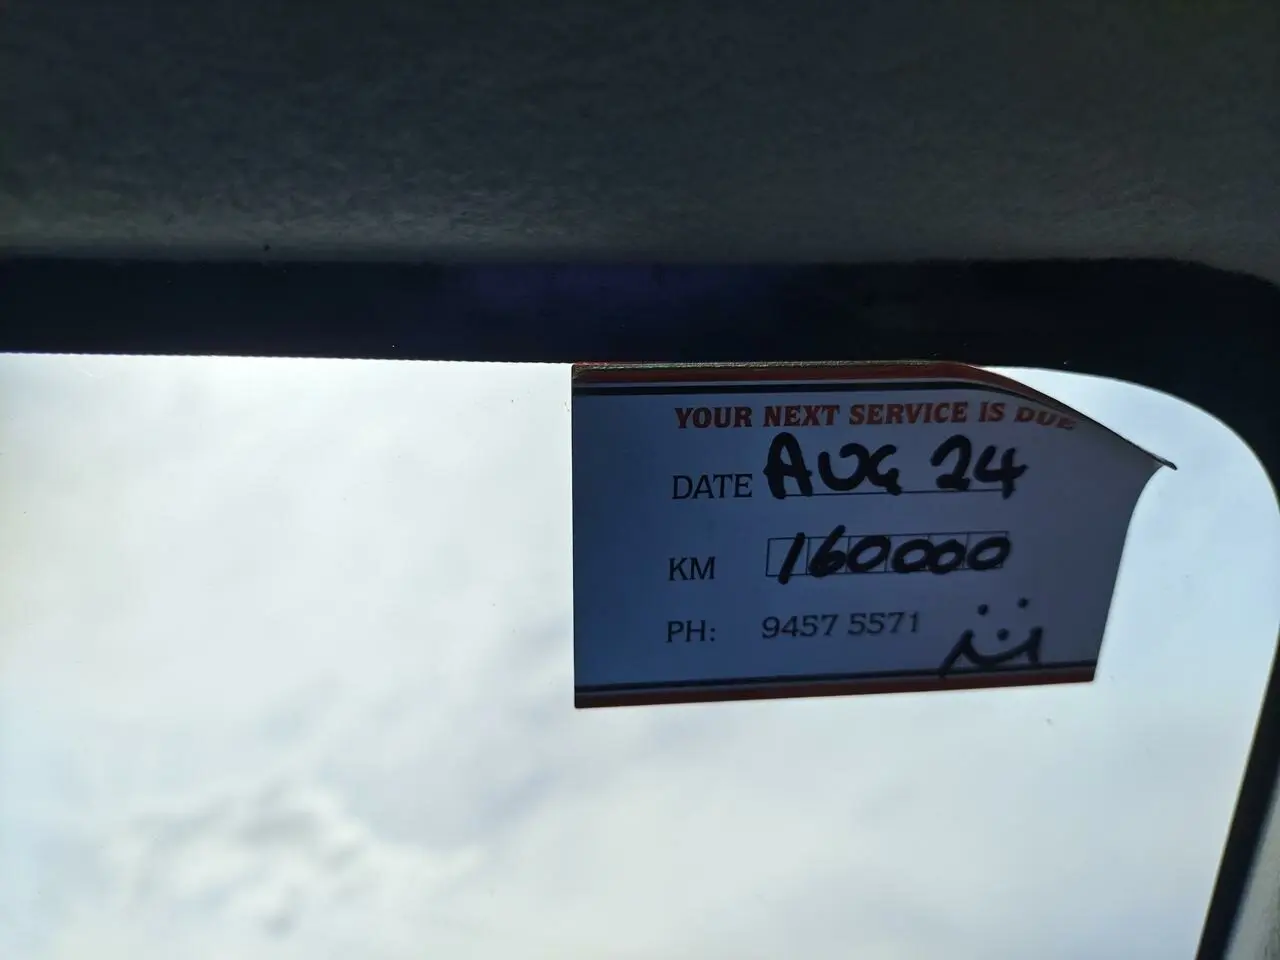 YOUR NEXT SERVICE IS DUE
DATE AUG 24
KM 160000
PH: 9457 5571